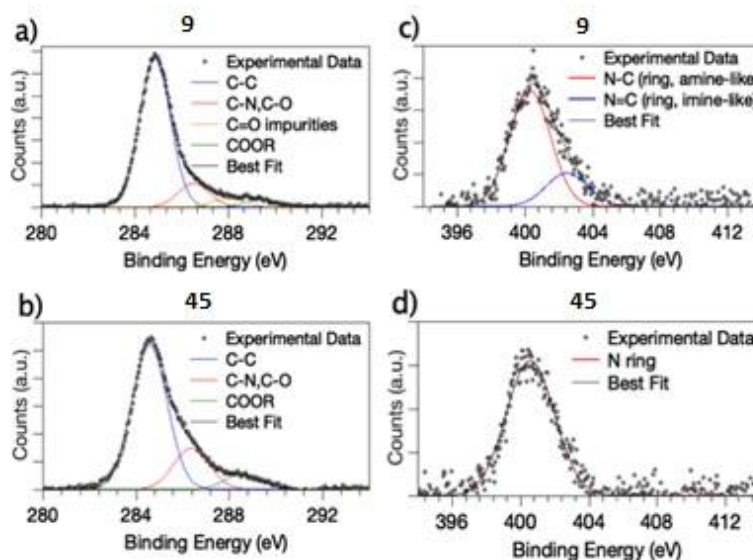 a)
9
Experimental Data
C-C
C-N,C-O
C=O impurities
COOR
Best Fit
Counts (a.u.)
280 284 288 292
Binding Energy (eV)
c)
9
Experimental Data
N-C (ring, amine-like)
N=C (ring, imine-like)
Best Fit
Counts (a.u.)
396 400 404 408 412
Binding Energy (eV)
b)
45
Experimental Data
C-C
C-N,C-O
COOR
Best Fit
Counts (a.u.)
280 284 288 292
Binding Energy (eV)
d)
45
Experimental Data
N ring
Best Fit
Counts (a.u.)
396 400 404 408 412
Binding Energy (eV)